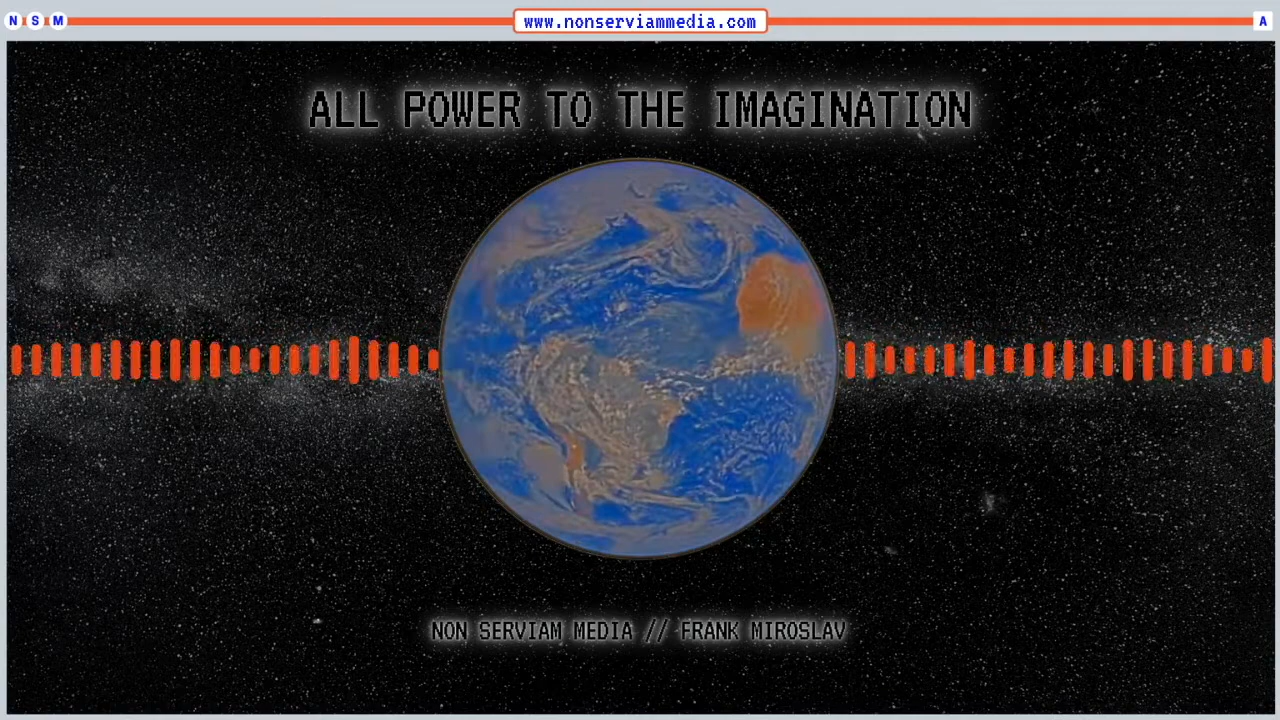 N S M
www.nonserviammedia.com
A
ALL POWER TO THE IMAGINATION
NON SERVIAM MEDIA // FRANK MIROSLAV